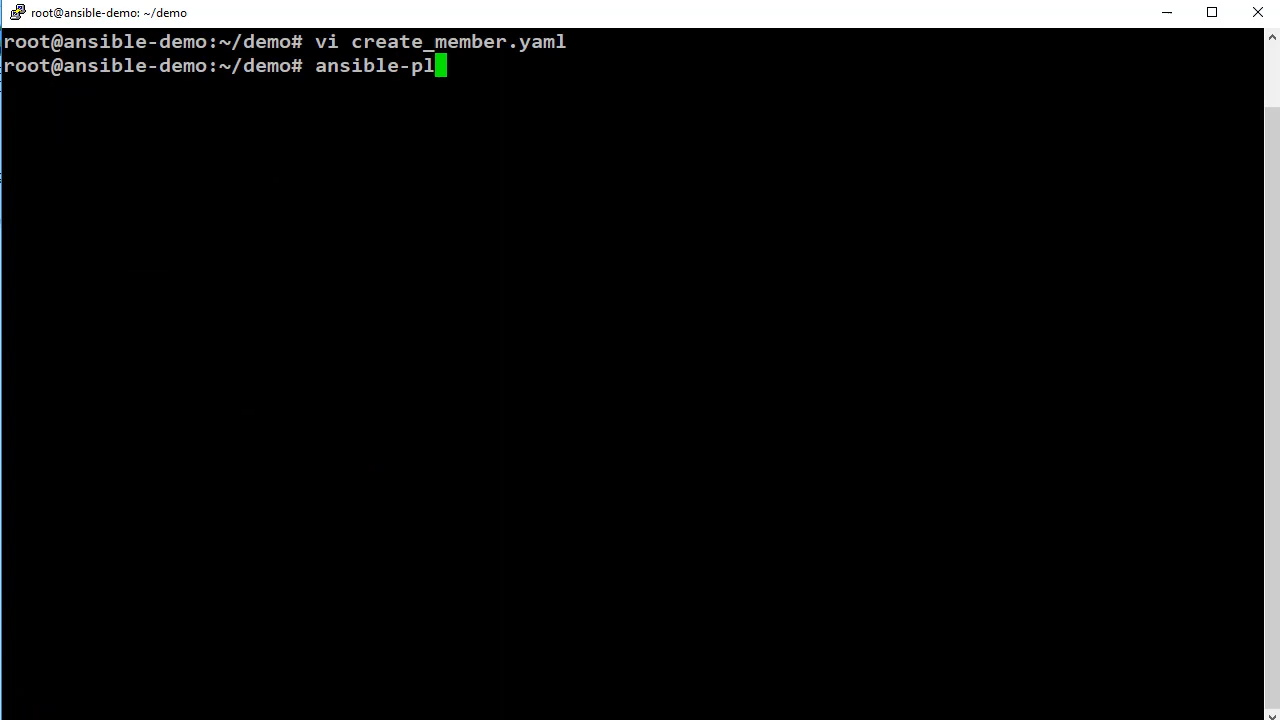 root@ansible-demo: ~/demo
root@ansible-demo:~/demo# vi create_member.yaml
root@ansible-demo:~/demo# ansible-pl